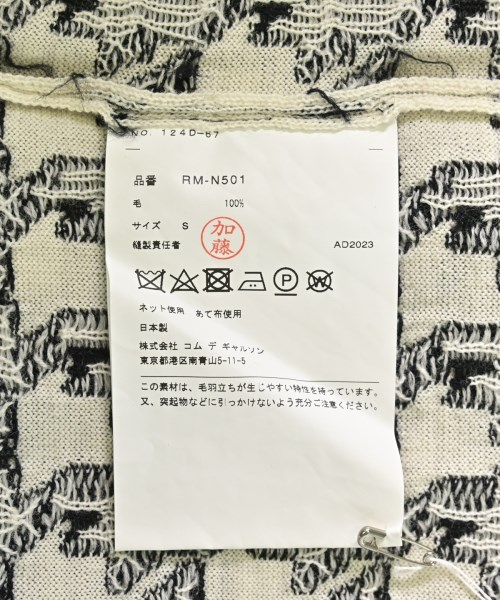 NO. 124D-67
品番 RM-N501
毛 100%
サイズ S
縫製責任者 加藤 AD2023
P W
ネット使用 あて布使用
日本製
株式会社 コム デ ギャルソン
東京都港区南青山5-11-5
この素材は、毛羽立ちが生じやすい特性を持っています。
又、突起物などに引っかけないよう充分ご注意ください。